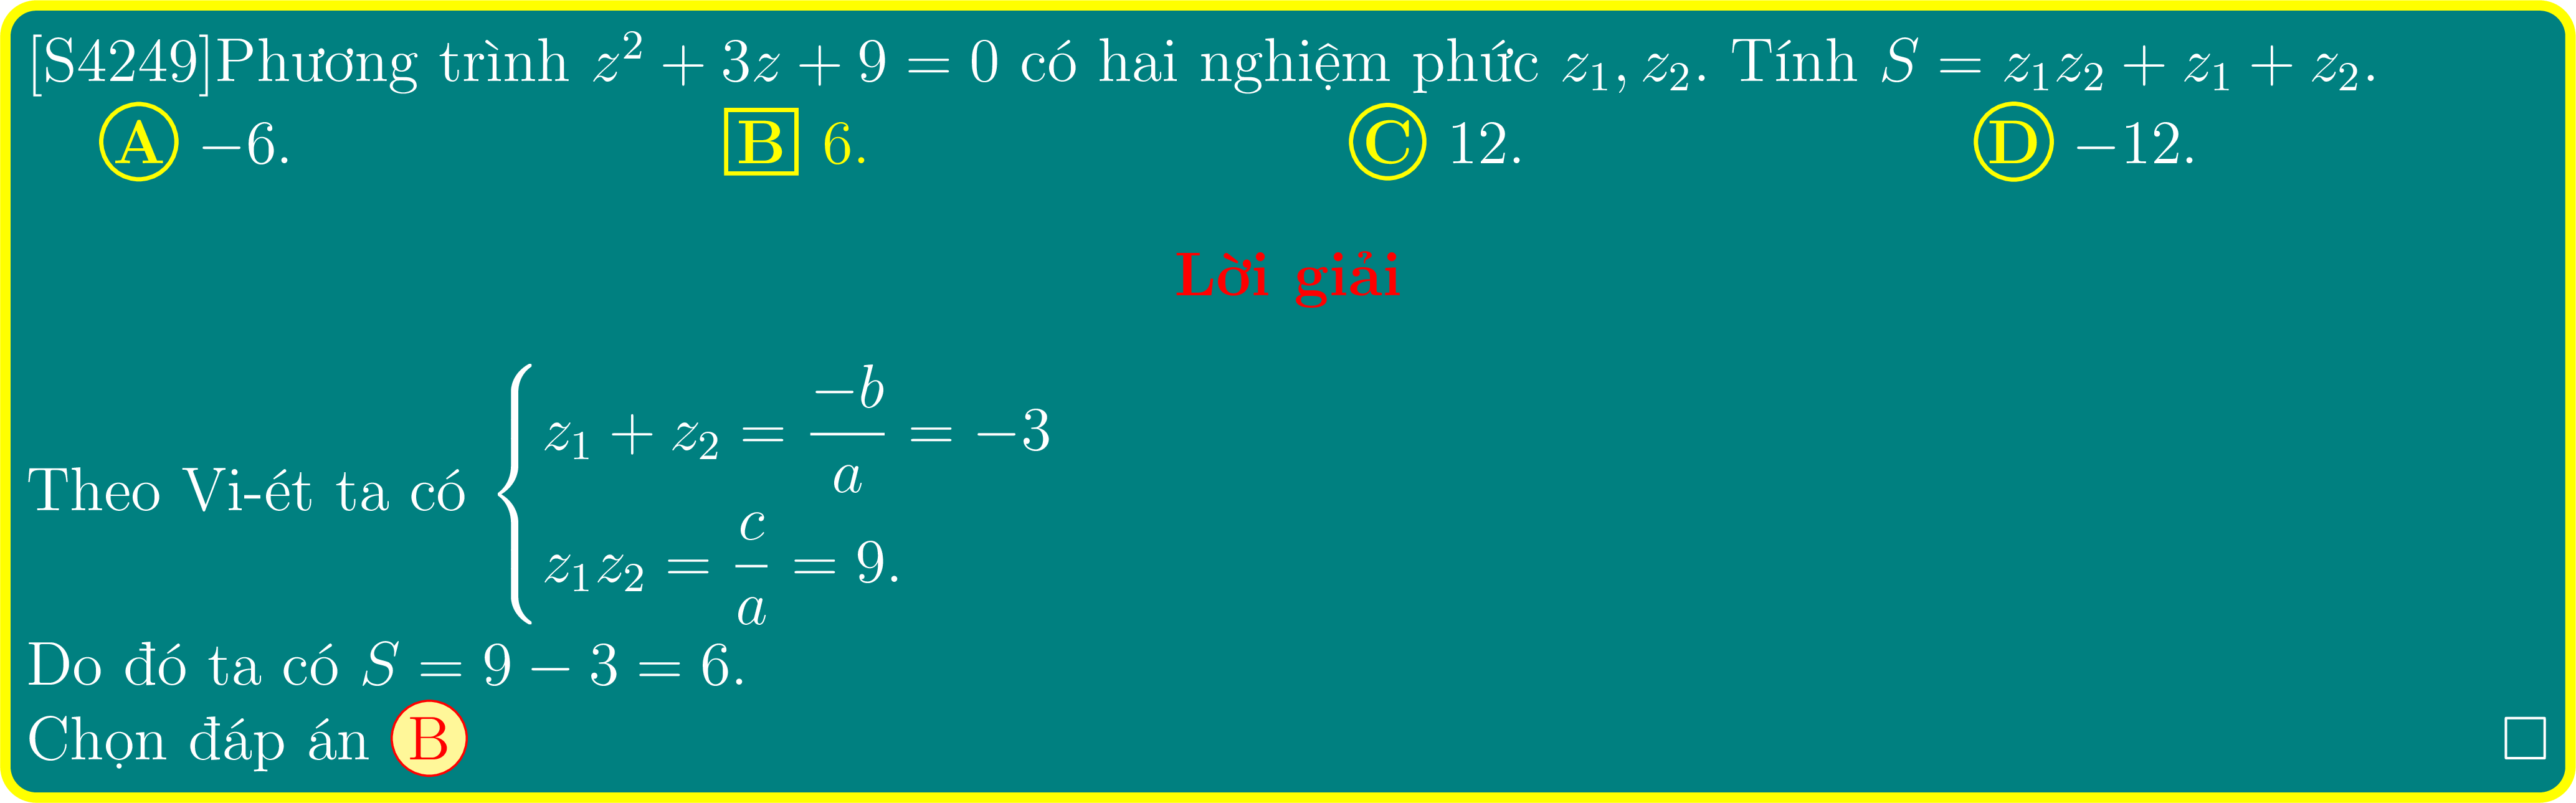 [S4249]Phương trình $z^2 + 3z + 9 = 0$ có hai nghiệm phức $z_1, z_2$. Tính $S = z_1z_2 + z_1 + z_2$.
A −6. B 6. C 12. D −12.
Lời giải
Theo Vi-ét ta có $\begin{cases} z_1 + z_2 = \dfrac{-b}{a} = -3 \\ z_1z_2 = \dfrac{c}{a} = 9. \end{cases}$
Do đó ta có $S = 9 - 3 = 6$.
Chọn đáp án B □